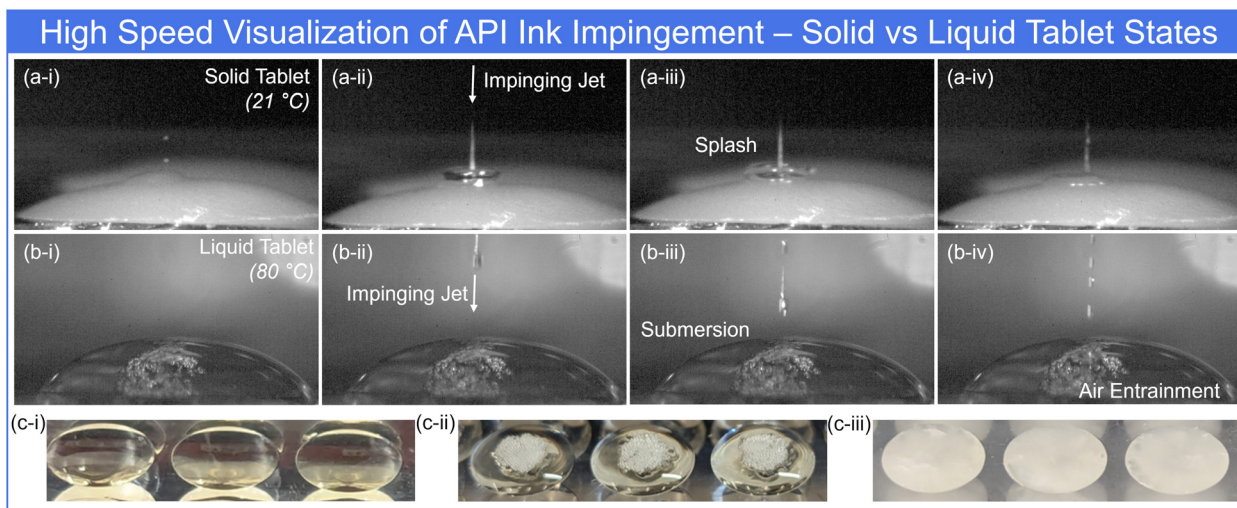 High Speed Visualization of API Ink Impingement – Solid vs Liquid Tablet States
(a-i)
Solid Tablet
(21 °C)
(a-ii)
Impinging Jet
(a-iii)
Splash
(a-iv)
(b-i)
Liquid Tablet
(80 °C)
(b-ii)
Impinging Jet
(b-iii)
Submersion
(b-iv)
Air Entrainment
(c-i)
(c-ii)
(c-iii)